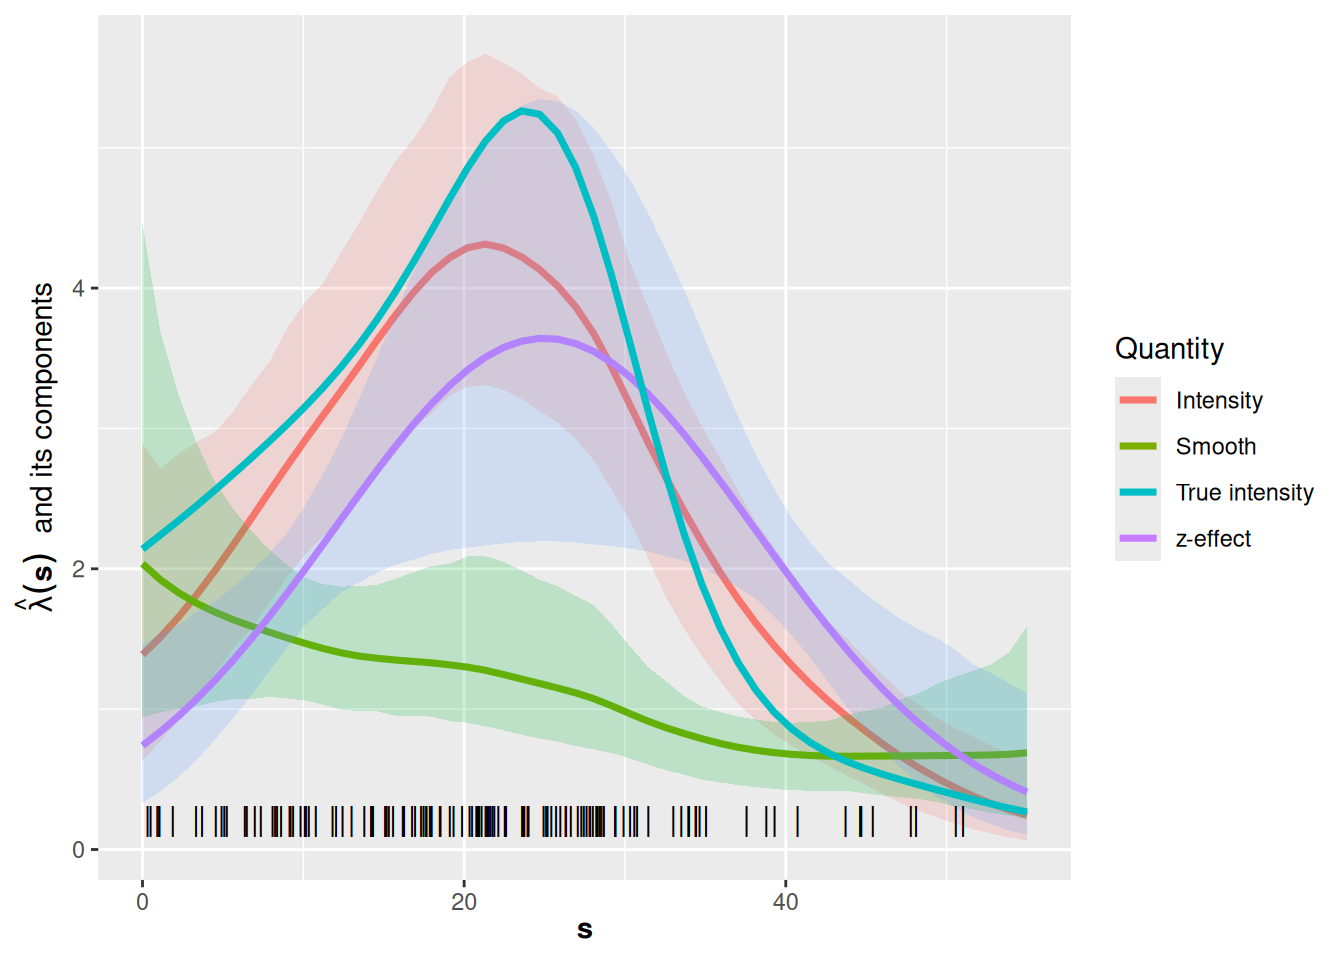 λ̂(s) and its components
4
2
0
0
20
40
s
Quantity
Intensity
Smooth
True intensity
z-effect